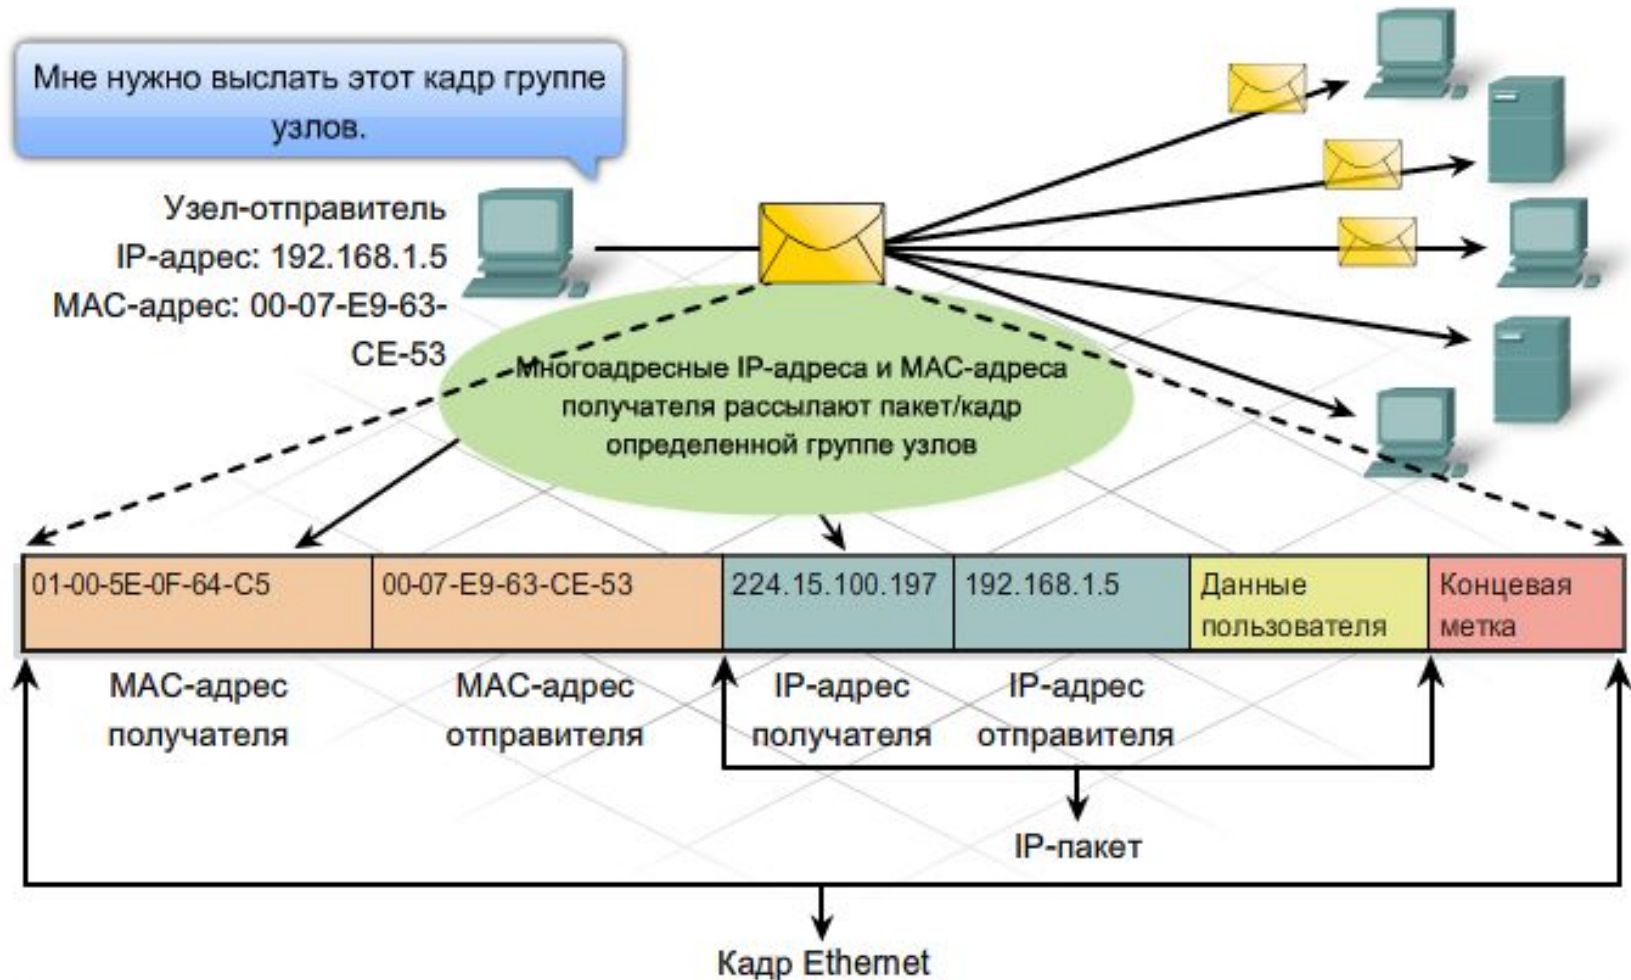 Мне нужно выслать этот кадр группе
узлов.
Узел-отправитель
IP-адрес: 192.168.1.5
MAC-адрес: 00-07-E9-63-
CE-53
Многоадресные IP-адреса и MAC-адреса
получателя рассылают пакет/кадр
определенной группе узлов
01-00-5E-0F-64-C5
00-07-E9-63-CE-53
224.15.100.197
192.168.1.5
Данные
пользователя
Концевая
метка
MAC-адрес
получателя
MAC-адрес
отправителя
IP-адрес
получателя
IP-адрес
отправителя
IP-пакет
Кадр Ethernet